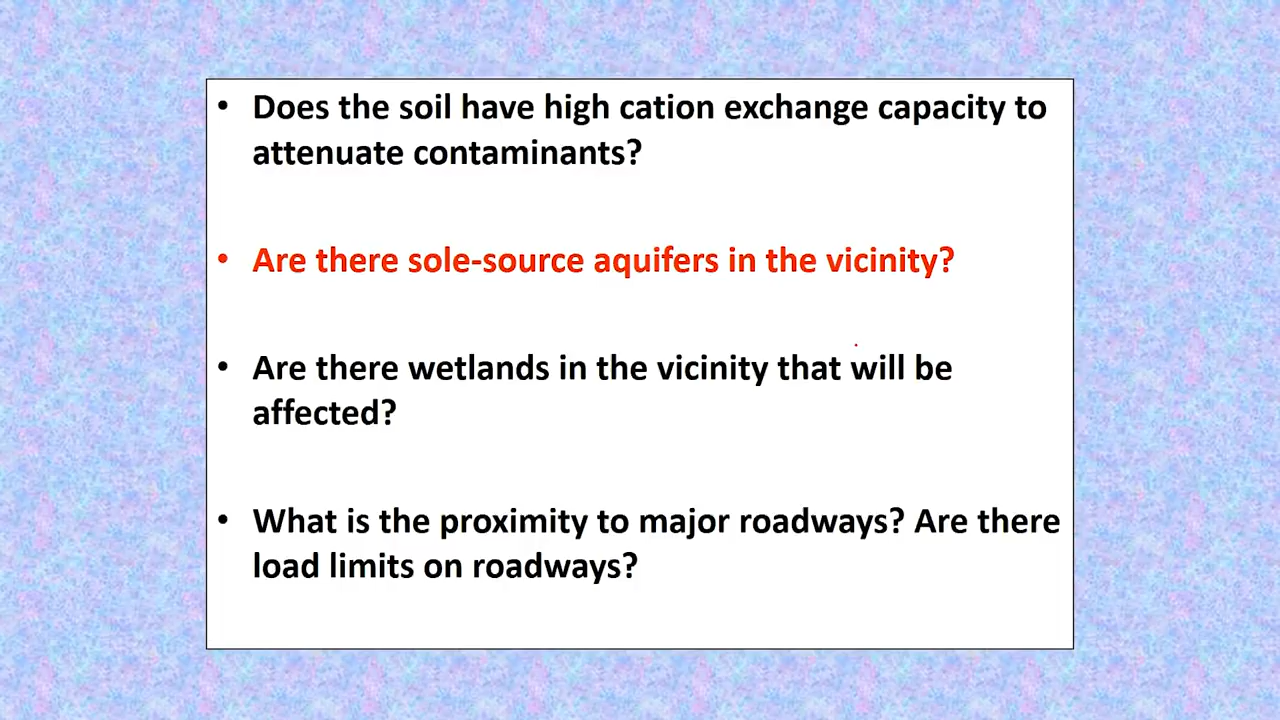 • Does the soil have high cation exchange capacity to
attenuate contaminants?
• Are there sole-source aquifers in the vicinity?
• Are there wetlands in the vicinity that will be
affected?
• What is the proximity to major roadways? Are there
load limits on roadways?